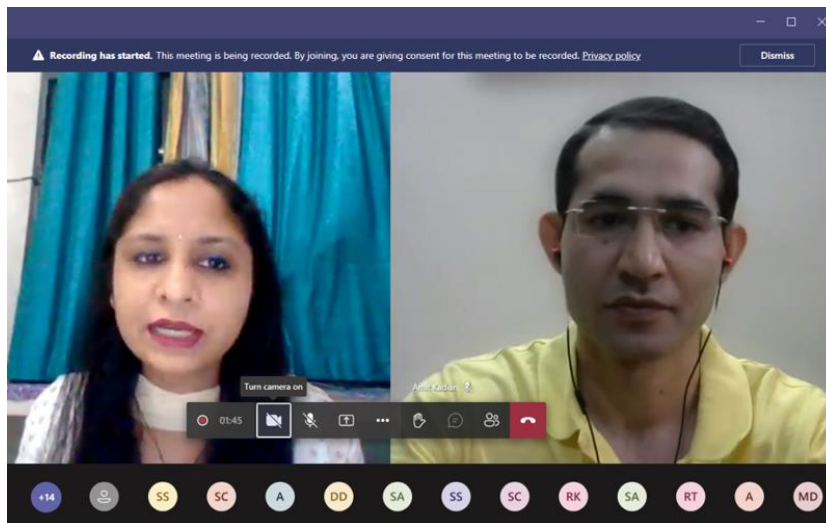 Recording has started. This meeting is being recorded. By joining, you are giving consent for this meeting to be recorded. Privacy policy Dismiss
Turn camera on
01:45
+14 SS SC A DD SA SS SC RK SA RT A MD